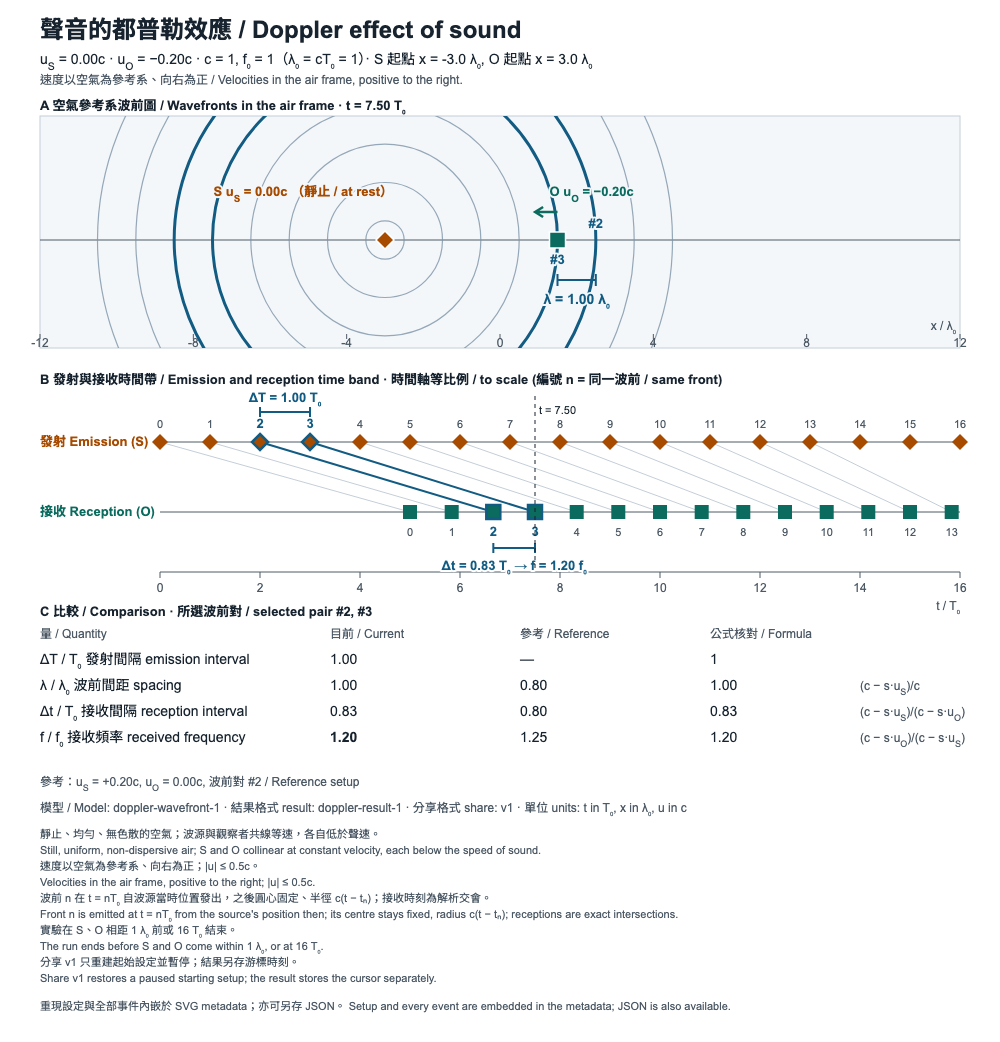 聲音的都普勒效應 / Doppler effect of sound
uS = 0.00c · uO = −0.20c · c = 1, f₀ = 1（λ₀ = cT₀ = 1）· S 起點 x = -3.0 λ₀, O 起點 x = 3.0 λ₀
速度以空氣為參考系、向右為正 / Velocities in the air frame, positive to the right.
A 空氣參考系波前圖 / Wavefronts in the air frame · t = 7.50 T₀
S uS = 0.00c （靜止 / at rest）
O uO = −0.20c
#2
#3
λ = 1.00 λ₀
x / λ₀
-12 -8 -4 0 4 8 12
B 發射與接收時間帶 / Emission and reception time band · 時間軸等比例 / to scale (編號 n = 同一波前 / same front)
ΔT = 1.00 T₀
t = 7.50
0 1 2 3 4 5 6 7 8 9 10 11 12 13 14 15 16
發射 Emission (S)
接收 Reception (O)
0 1 2 3 4 5 6 7 8 9 10 11 12 13
Δt = 0.83 T₀ → f = 1.20 f₀
0 2 4 6 8 10 12 14 16
t / T₀
C 比較 / Comparison · 所選波前對 / selected pair #2, #3
量 / Quantity 目前 / Current 參考 / Reference 公式核對 / Formula
ΔT / T₀ 發射間隔 emission interval 1.00 — 1
λ / λ₀ 波前間距 spacing 1.00 0.80 1.00 (c − s·uS)/c
Δt / T₀ 接收間隔 reception interval 0.83 0.80 0.83 (c − s·uS)/(c − s·uO)
f / f₀ 接收頻率 received frequency 1.20 1.25 1.20 (c − s·uO)/(c − s·uS)
參考：uS = +0.20c, uO = 0.00c, 波前對 #2 / Reference setup
模型 / Model: doppler-wavefront-1 · 結果格式 result: doppler-result-1 · 分享格式 share: v1 · 單位 units: t in T₀, x in λ₀, u in c
靜止、均勻、無色散的空氣；波源與觀察者共線等速，各自低於聲速。
Still, uniform, non-dispersive air; S and O collinear at constant velocity, each below the speed of sound.
速度以空氣為參考系、向右為正；|u| ≤ 0.5c。
Velocities in the air frame, positive to the right; |u| ≤ 0.5c.
波前 n 在 t = nT₀ 自波源當時位置發出，之後圓心固定、半徑 c(t − tₙ)；接收時刻為解析交會。
Front n is emitted at t = nT₀ from the source's position then; its centre stays fixed, radius c(t − tₙ); receptions are exact intersections.
實驗在 S、O 相距 1 λ₀ 前或 16 T₀ 結束。
The run ends before S and O come within 1 λ₀, or at 16 T₀.
分享 v1 只重建起始設定並暫停；結果另存游標時刻。
Share v1 restores a paused starting setup; the result stores the cursor separately.
重現設定與全部事件內嵌於 SVG metadata；亦可另存 JSON。 Setup and every event are embedded in the metadata; JSON is also available.